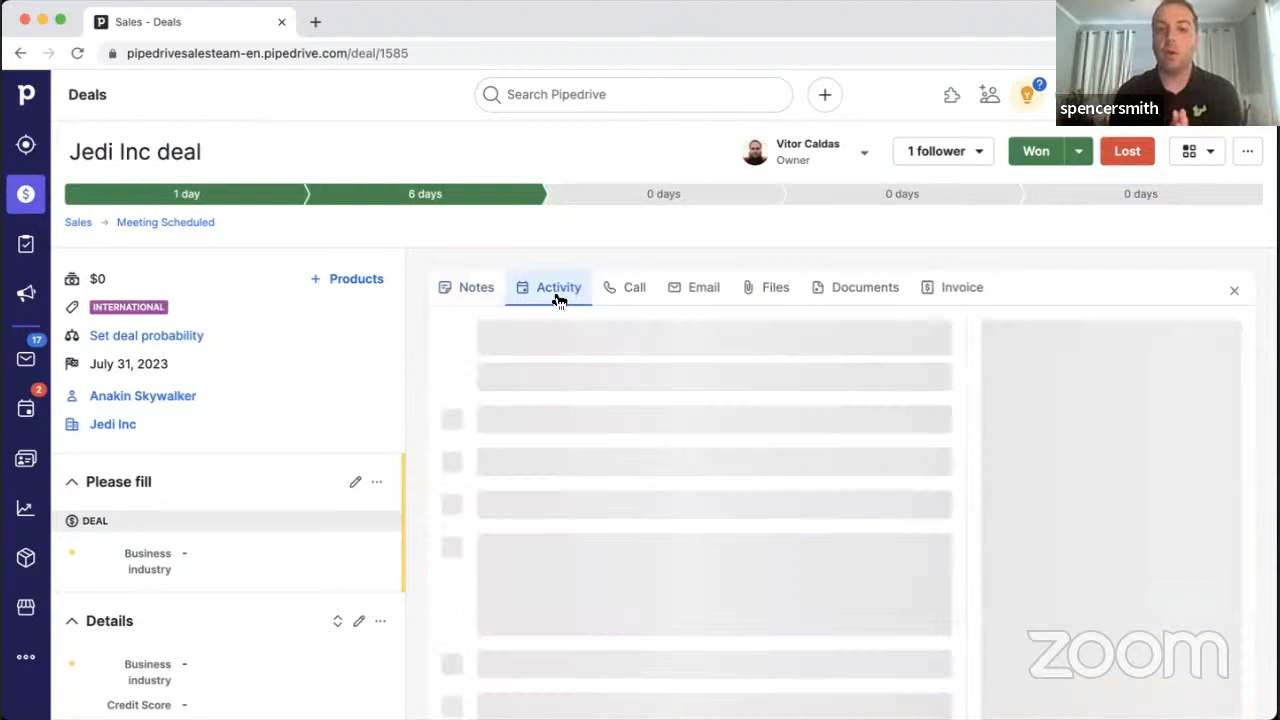 Sales - Deals
pipedrivesalesteam-en.pipedrive.com/deal/1585
Deals
Search Pipedrive
?
spencersmith
Jedi Inc deal
Vitor Caldas
Owner
1 follower
Won
Lost
1 day
6 days
0 days
0 days
0 days
Sales → Meeting Scheduled
$0
+ Products
INTERNATIONAL
Set deal probability
July 31, 2023
Anakin Skywalker
Jedi Inc
Notes
Activity
Call
Email
Files
Documents
Invoice
17
2
Please fill
DEAL
Business industry -
Details
Business industry -
Credit Score -
zoom